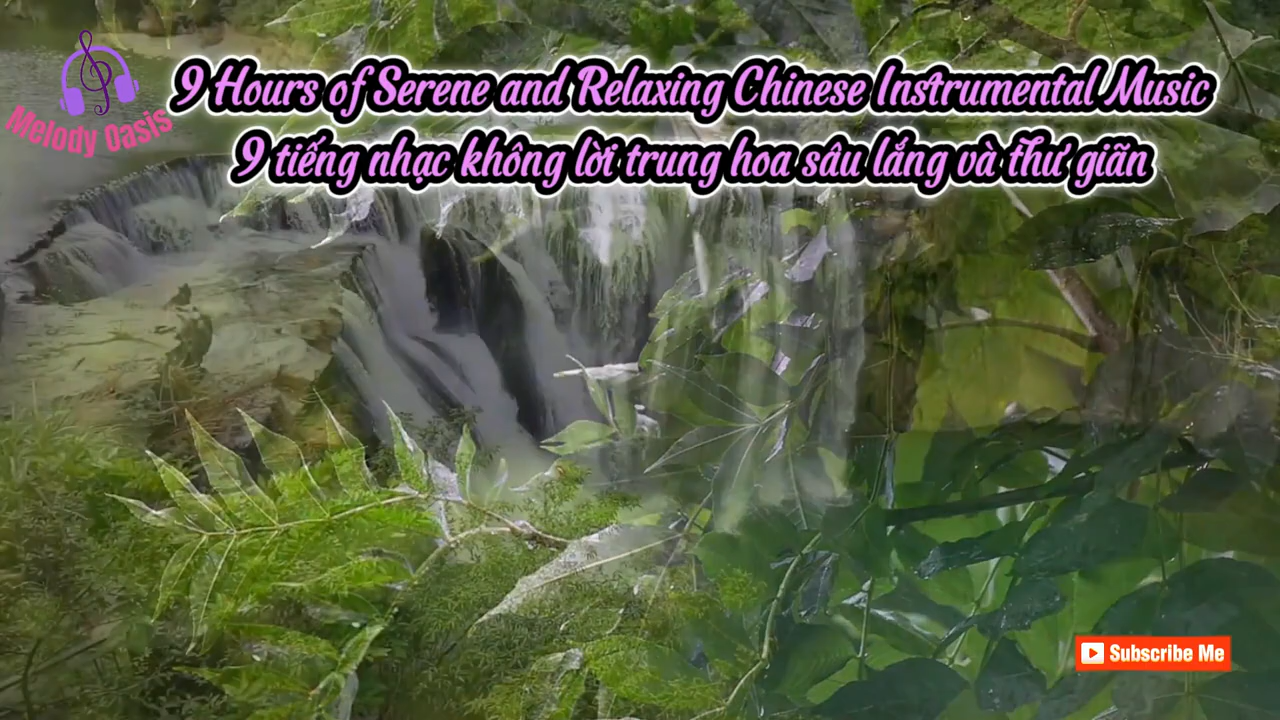 9 Hours of Serene and Relaxing Chinese Instrumental Music
9 tiếng nhạc không lời trung hoa sâu lắng và thư giãn
Melody Oasis
Subscribe Me